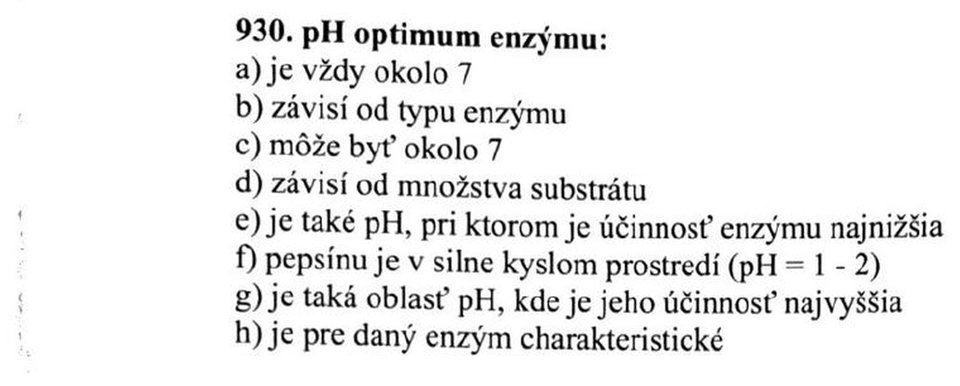 930. pH optimum enzýmu:
a) je vždy okolo 7
b) závisí od typu enzýmu
c) môže byť okolo 7
d) závisí od množstva substrátu
e) je také pH, pri ktorom je účinnosť enzýmu najnižšia
f) pepsínu je v silne kyslom prostredí (pH = 1 - 2)
g) je taká oblasť pH, kde je jeho účinnosť najvyššia
h) je pre daný enzým charakteristické